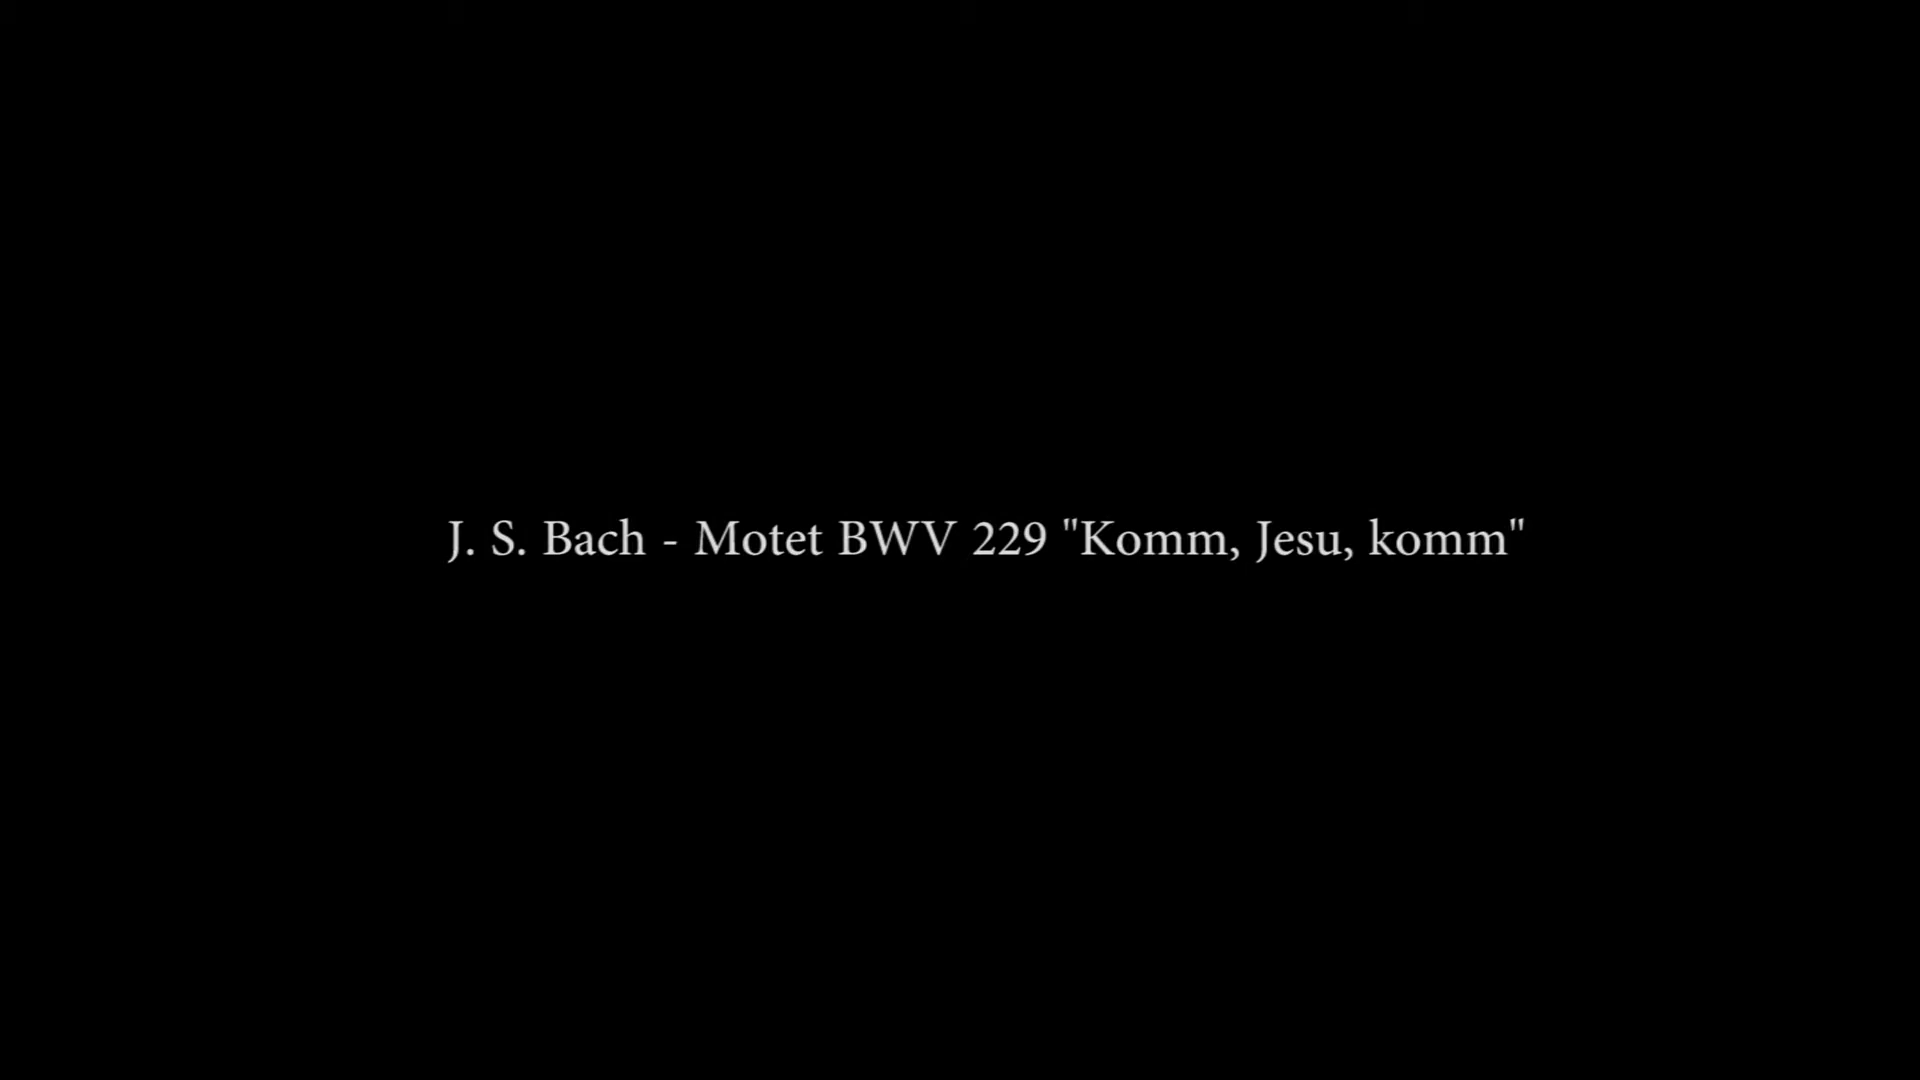 J. S. Bach - Motet BWV 229 "Komm, Jesu, komm"